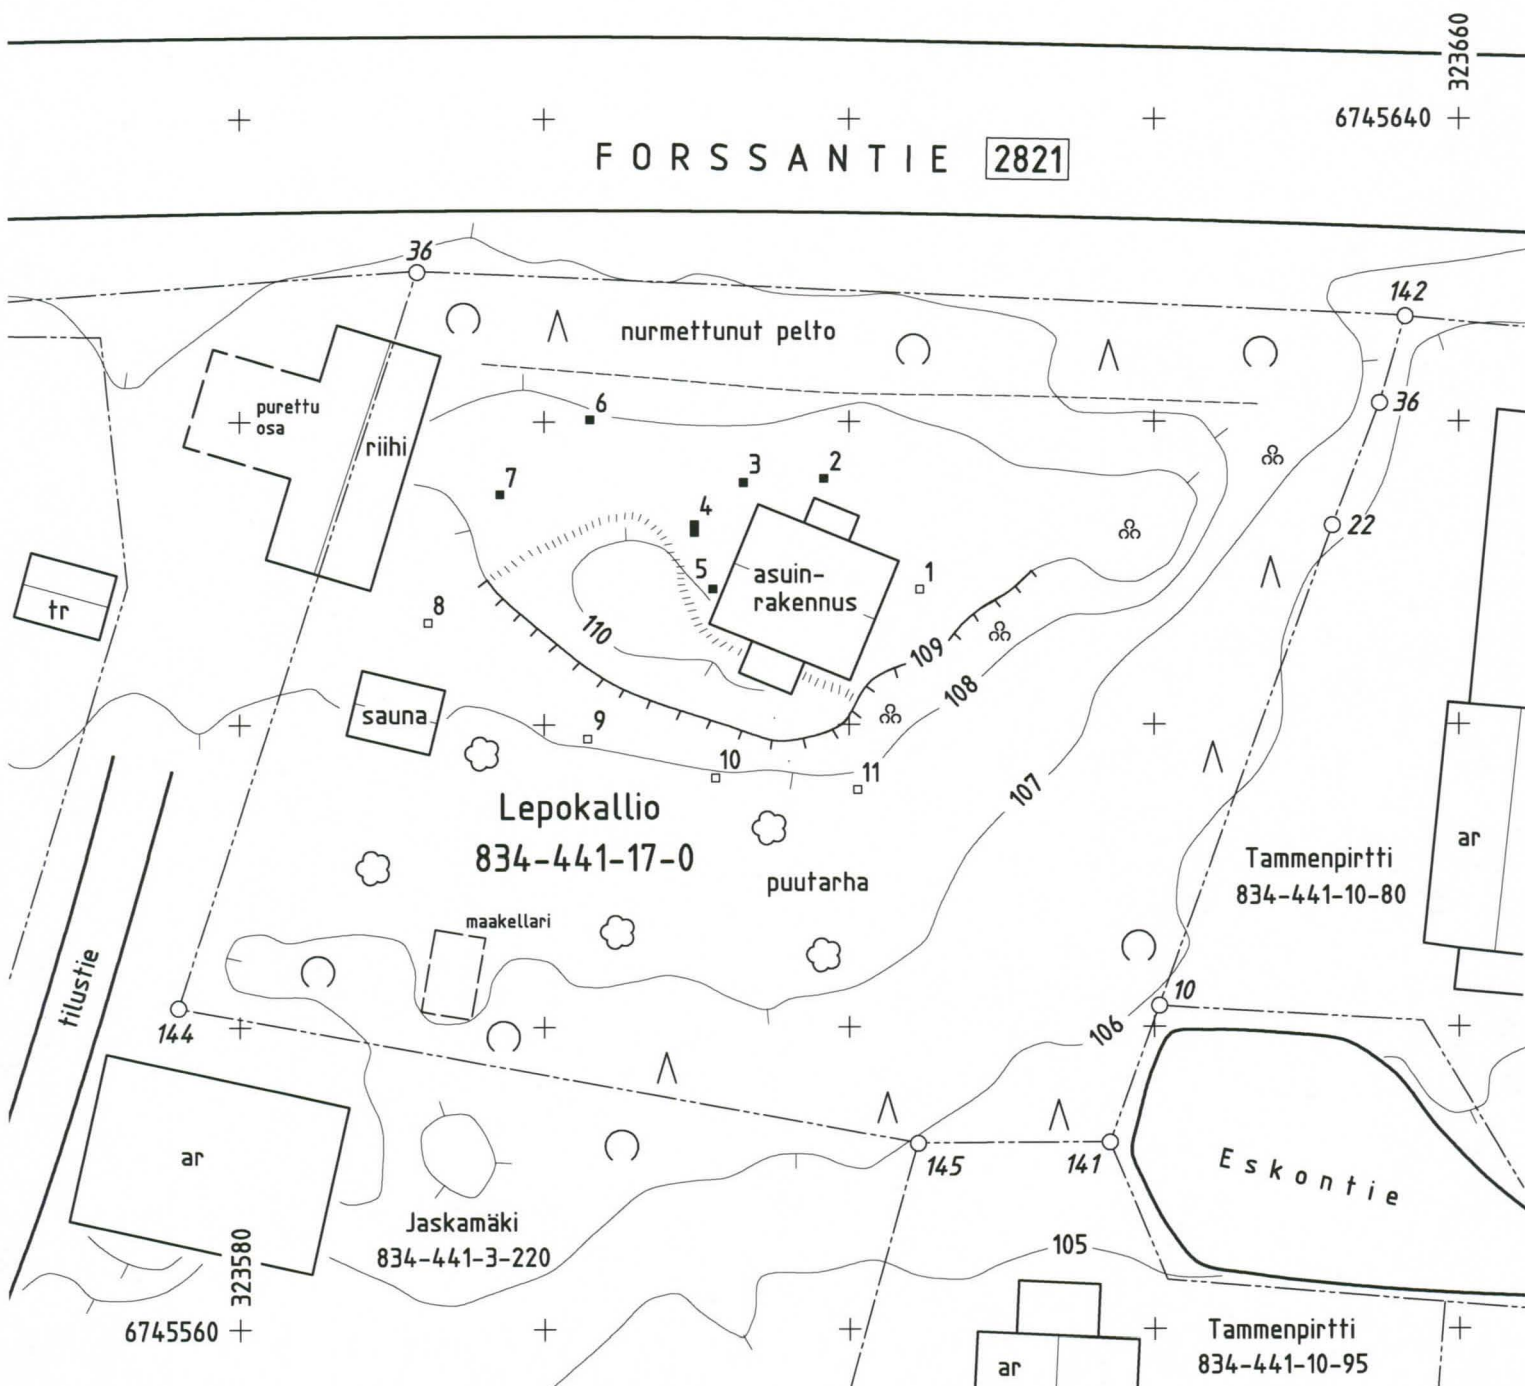 323660
6745640
FORSSANTIE 2821
36
142
nurmettunut pelto
36
6
purettu
osa
riihi
7
3
2
4
22
5
asuin-
rakennus
1
tr
8
110
109
108
sauna
9
10
11
107
Lepokallio
834-441-17-0
puutarha
ar
Tammenpirtti
834-441-10-80
maakellari
tilustie
144
10
106
ar
145
141
Eskontie
Jaskamäki
834-441-3-220
105
323580
6745560
Tammenpirtti
834-441-10-95
ar